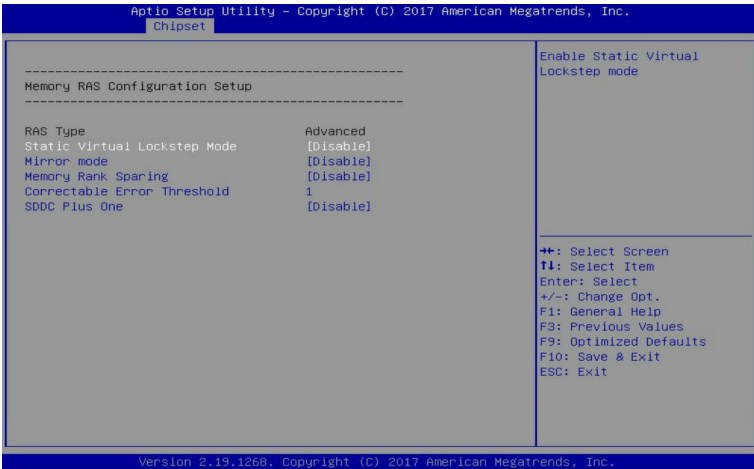 Aptio Setup Utility – Copyright (C) 2017 American Megatrends, Inc.
Chipset
------------------------------------------------
Memory RAS Configuration Setup
------------------------------------------------
RAS Type Advanced
Static Virtual Lockstep Mode [Disable]
Mirror mode [Disable]
Memory Rank Sparing [Disable]
Correctable Error Threshold 1
SDDC Plus One [Disable]
Enable Static Virtual
Lockstep mode
→←: Select Screen
↑↓: Select Item
Enter: Select
+/-: Change Opt.
F1: General Help
F3: Previous Values
F9: Optimized Defaults
F10: Save & Exit
ESC: Exit
Version 2.19.1268. Copyright (C) 2017 American Megatrends, Inc.